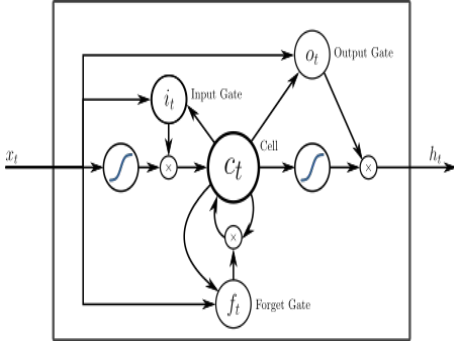 o_t Output Gate
i_t Input Gate
Cell
x_t
×
c_t
×
h_t
×
f_t Forget Gate